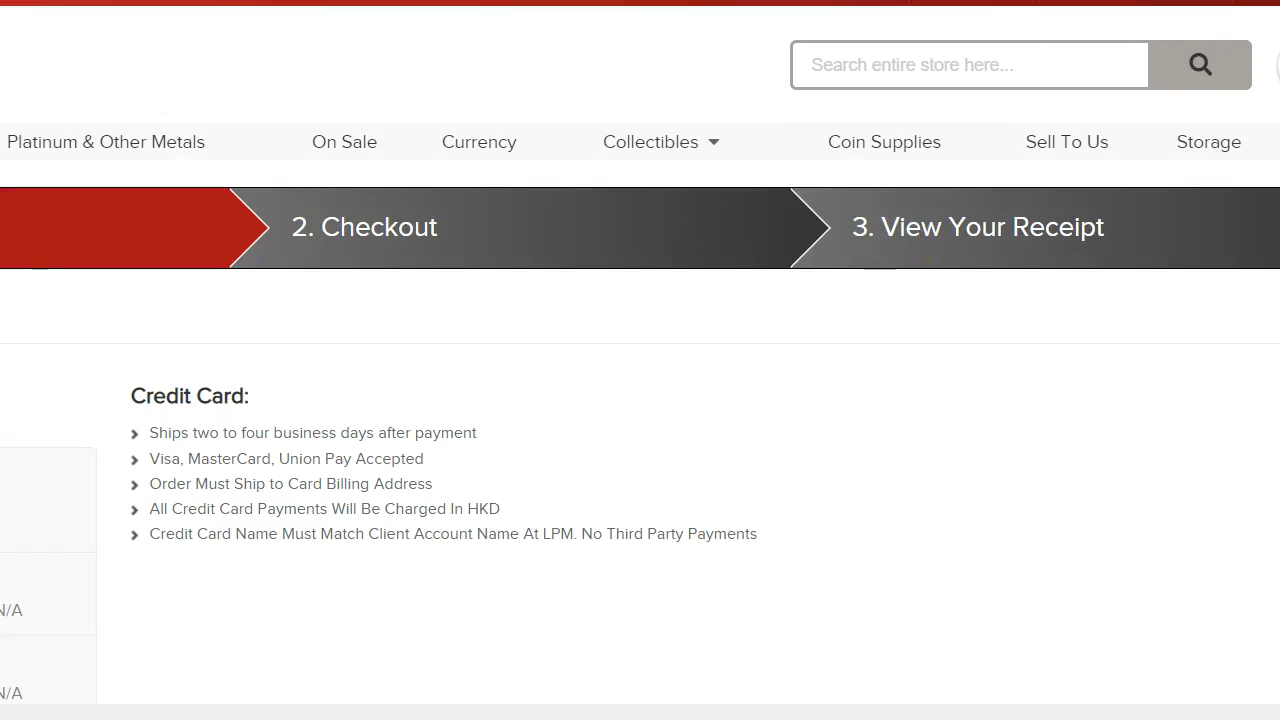 Search entire store here...
Platinum & Other Metals On Sale Currency Collectibles Coin Supplies Sell To Us Storage
2. Checkout 3. View Your Receipt
Credit Card:
Ships two to four business days after payment
Visa, MasterCard, Union Pay Accepted
Order Must Ship to Card Billing Address
All Credit Card Payments Will Be Charged In HKD
Credit Card Name Must Match Client Account Name At LPM. No Third Party Payments
N/A
N/A